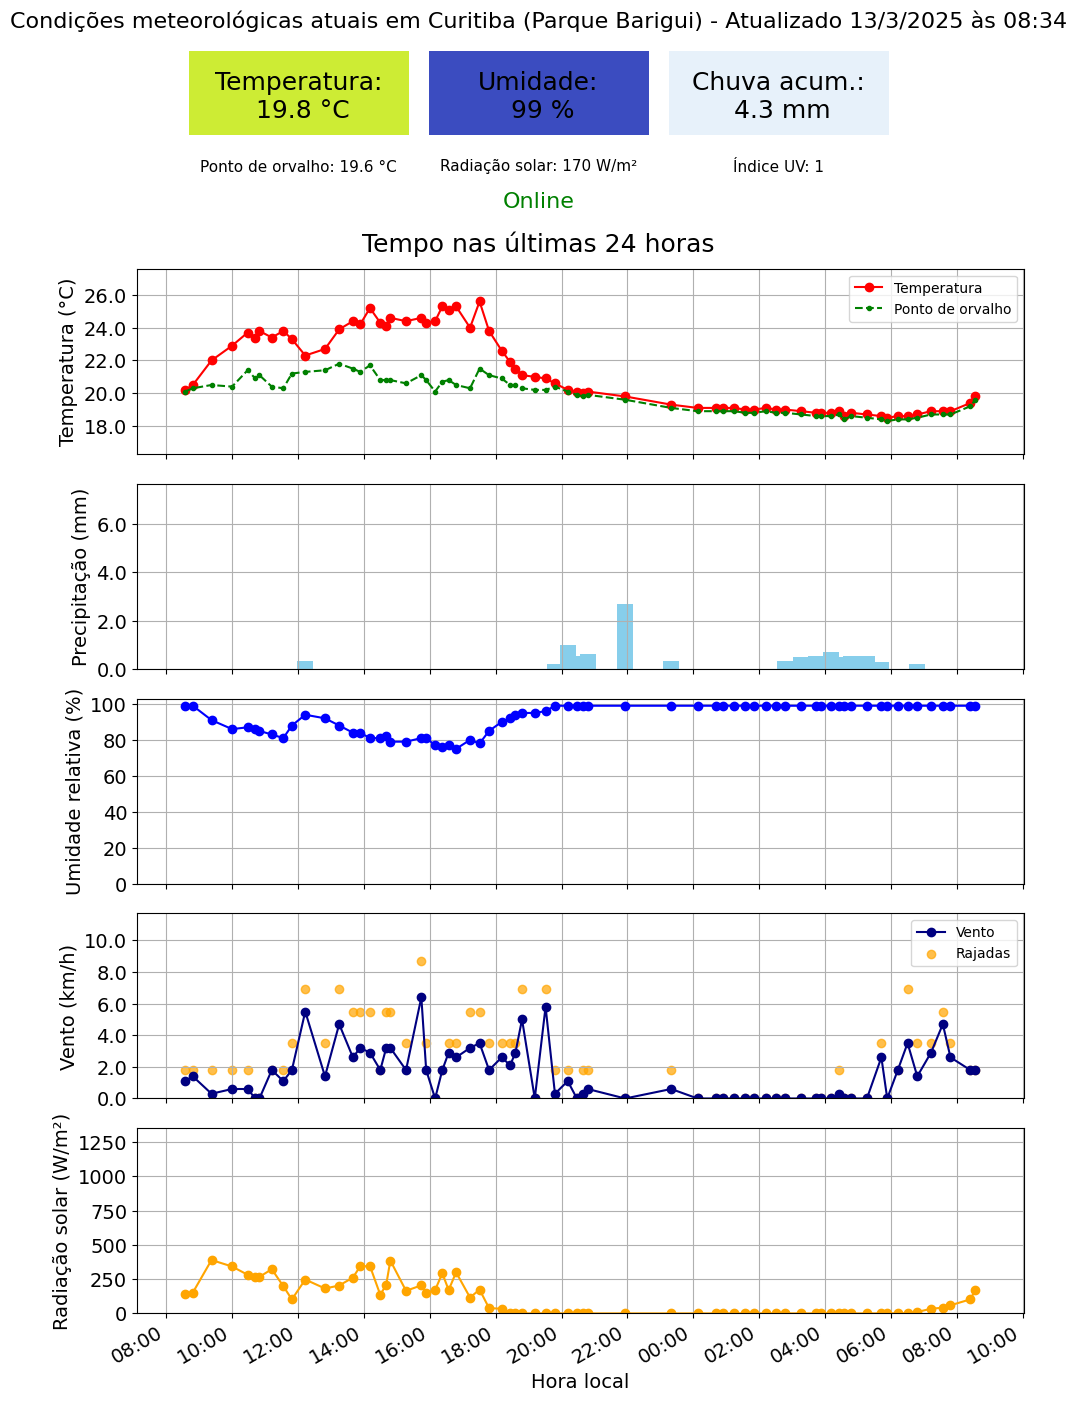 Condições meteorológicas atuais em Curitiba (Parque Barigui) - Atualizado 13/3/2025 às 08:34
Temperatura:
19.8 °C
Umidade:
99 %
Chuva acum.:
4.3 mm
Ponto de orvalho: 19.6 °C
Radiação solar: 170 W/m²
Índice UV: 1
Online
Tempo nas últimas 24 horas
Temperatura (°C)
26.0
24.0
22.0
20.0
18.0
Temperatura
Ponto de orvalho
Precipitação (mm)
6.0
4.0
2.0
0.0
Umidade relativa (%)
100
80
60
40
20
0
Vento (km/h)
10.0
8.0
6.0
4.0
2.0
0.0
Vento
Rajadas
Radiação solar (W/m²)
1250
1000
750
500
250
0
08:00
10:00
12:00
14:00
16:00
18:00
20:00
22:00
00:00
02:00
04:00
06:00
08:00
10:00
Hora local